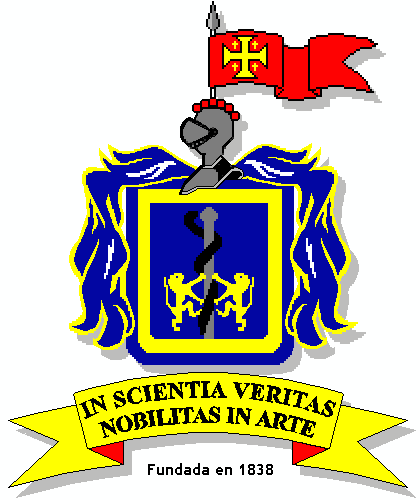 IN SCIENTIA VERITAS
NOBILITAS IN ARTE
Fundada en 1838